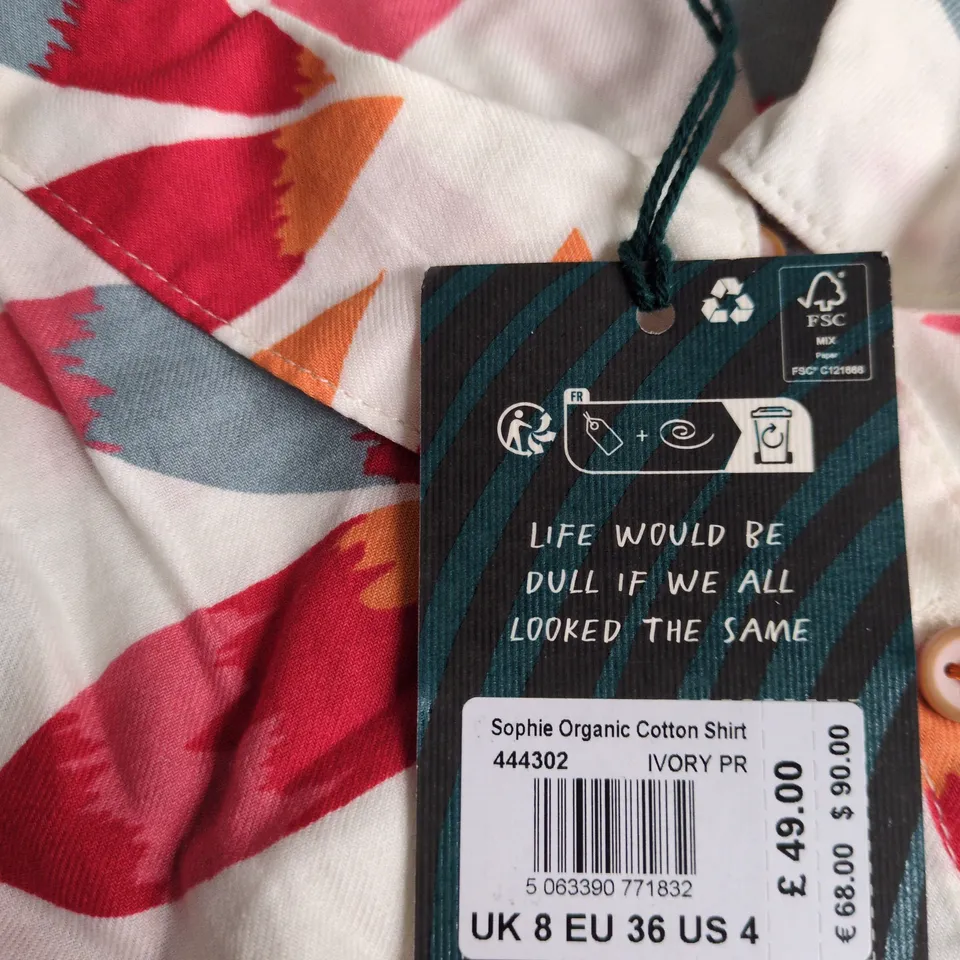 FSC
MIX
Paper
FSC® C121666
FR
LIFE WOULD BE
DULL IF WE ALL
LOOKED THE SAME
Sophie Organic Cotton Shirt
444302 IVORY PR
5 063390 771832
UK 8 EU 36 US 4
£ 49.00
€ 68.00 $ 90.00